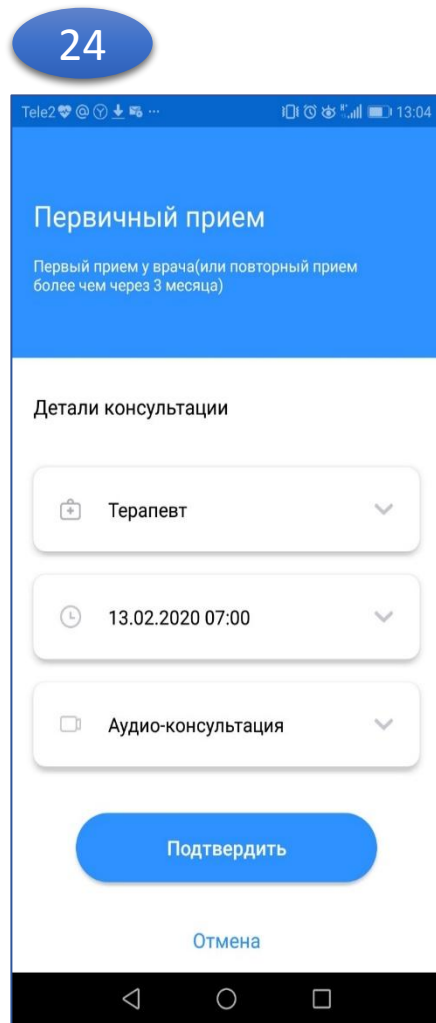 24
Tele2 ... 13:04
Первичный прием
Первый прием у врача(или повторный прием
более чем через 3 месяца)
Детали консультации
Терапевт
13.02.2020 07:00
Аудио-консультация
Подтвердить
Отмена